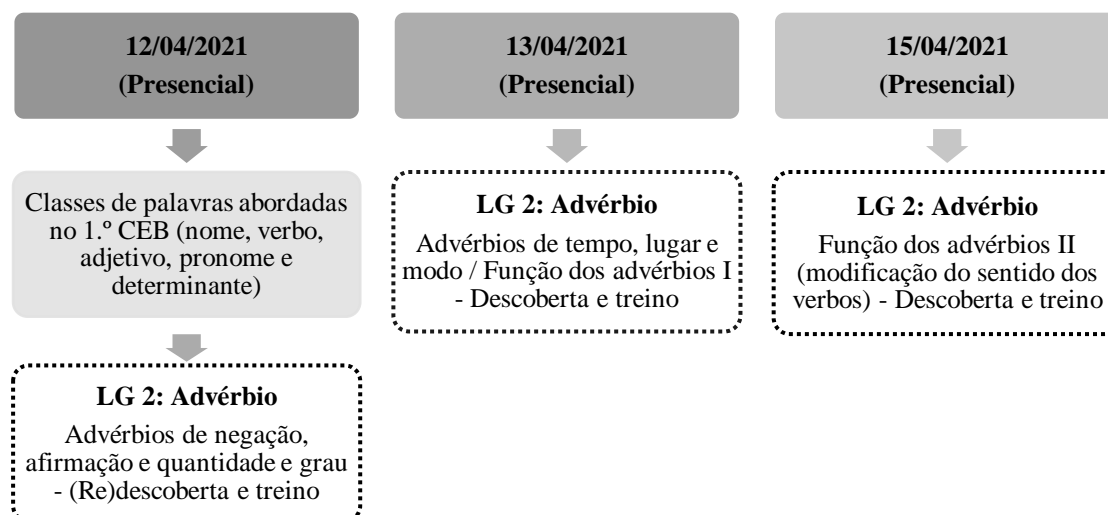 12/04/2021
(Presencial)
Classes de palavras abordadas
no 1.º CEB (nome, verbo,
adjetivo, pronome e
determinante)
LG 2: Advérbio
Advérbios de negação,
afirmação e quantidade e grau
- (Re)descoberta e treino
13/04/2021
(Presencial)
LG 2: Advérbio
Advérbios de tempo, lugar e
modo / Função dos advérbios I
- Descoberta e treino
15/04/2021
(Presencial)
LG 2: Advérbio
Função dos advérbios II
(modificação do sentido dos
verbos) - Descoberta e treino